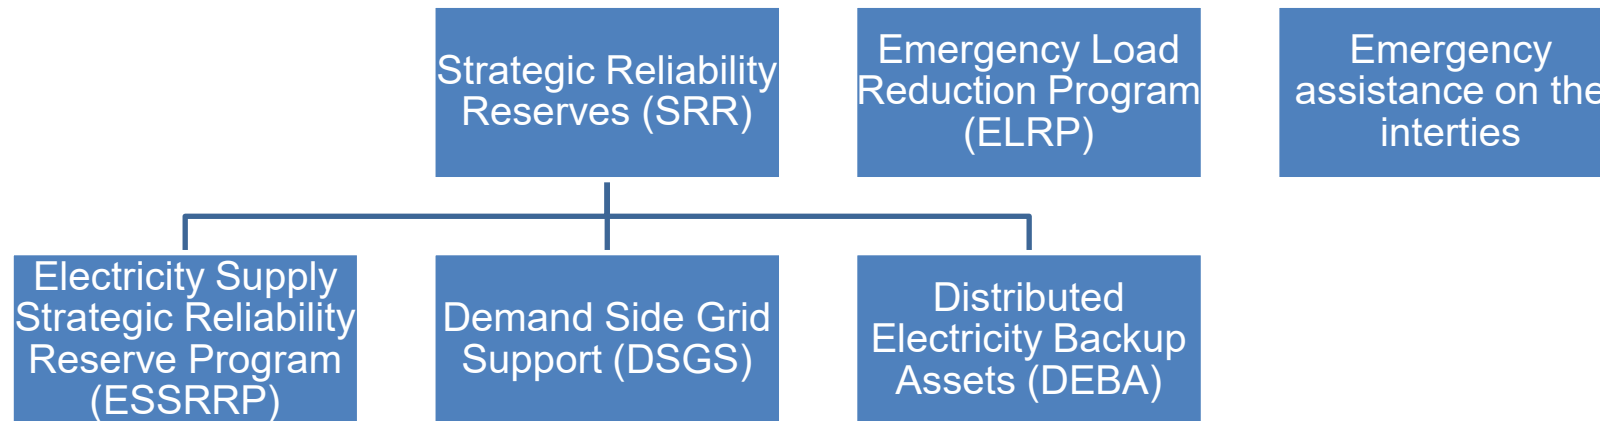 Strategic Reliability
Reserves (SRR)
Emergency Load
Reduction Program
(ELRP)
Emergency
assistance on the
interties
Electricity Supply
Strategic Reliability
Reserve Program
(ESSRRP)
Demand Side Grid
Support (DSGS)
Distributed
Electricity Backup
Assets (DEBA)